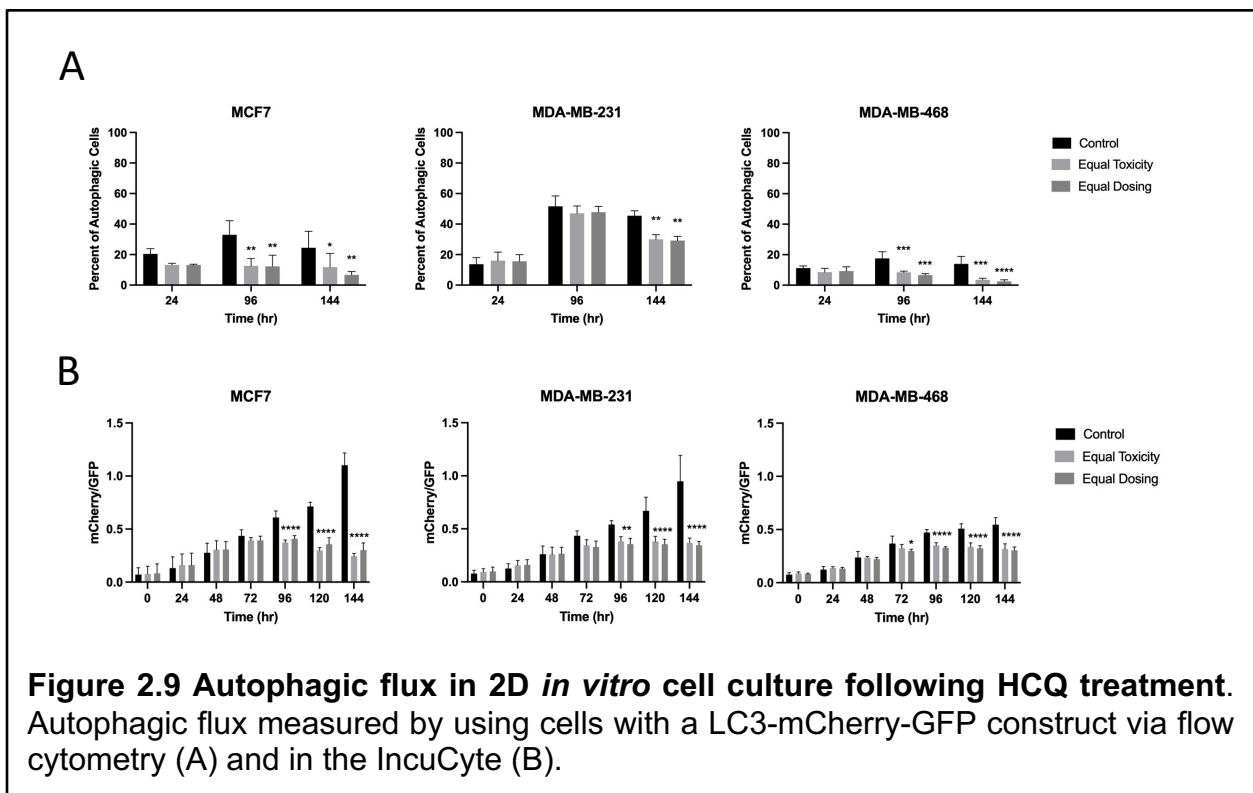 A
MCF7
MDA-MB-231
MDA-MB-468
Percent of Autophagic Cells
100
80
60
40
20
0
** ** * **
24 96 144
Time (hr)
Percent of Autophagic Cells
100
80
60
40
20
0
** **
24 96 144
Time (hr)
Percent of Autophagic Cells
100
80
60
40
20
0
*** *** *** ****
24 96 144
Time (hr)
Control
Equal Toxicity
Equal Dosing
B
MCF7
MDA-MB-231
MDA-MB-468
mCherry/GFP
1.5
1.0
0.5
0.0
**** **** ****
0 24 48 72 96 120 144
Time (hr)
mCherry/GFP
1.5
1.0
0.5
0.0
** **** ****
0 24 48 72 96 120 144
Time (hr)
mCherry/GFP
1.5
1.0
0.5
0.0
* **** **** ****
0 24 48 72 96 120 144
Time (hr)
Control
Equal Toxicity
Equal Dosing
Figure 2.9 Autophagic flux in 2D in vitro cell culture following HCQ treatment.
Autophagic flux measured by using cells with a LC3-mCherry-GFP construct via flow
cytometry (A) and in the IncuCyte (B).